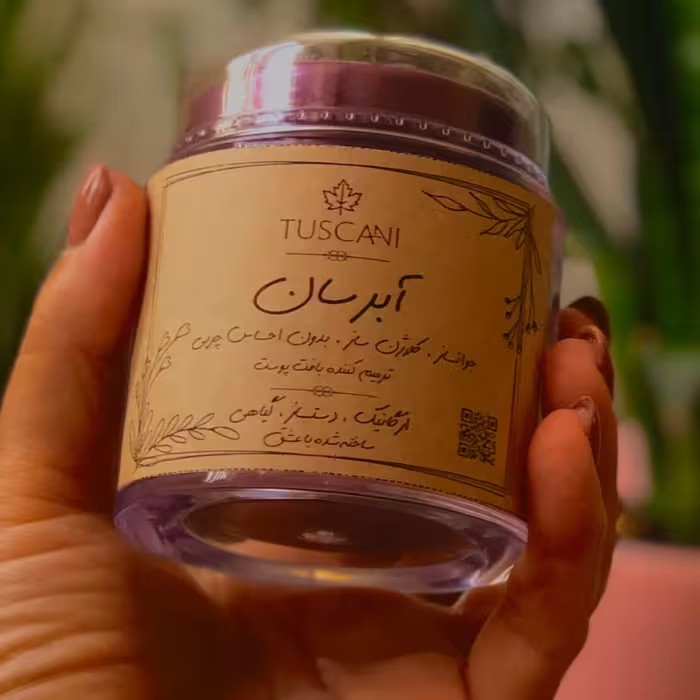 TUSCANI
آبرسان
جوانساز . کلاژن ساز . بدون احساس چربی
ترمیم کننده بافت پوست
ارگانیک . دستساز . گیاهی
ساخته شده با عشق